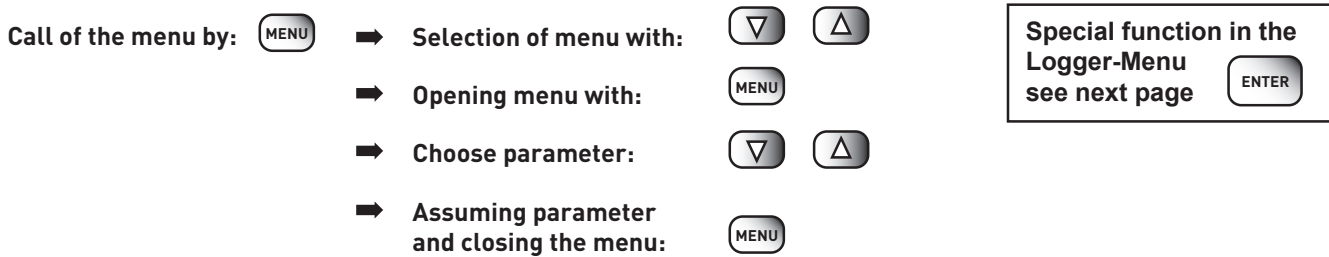 Call of the menu by: MENU ➡ Selection of menu with: ▽ △
➡ Opening menu with: MENU
➡ Choose parameter: ▽ △
➡ Assuming parameter
and closing the menu: MENU
Special function in the
Logger-Menu
see next page ENTER